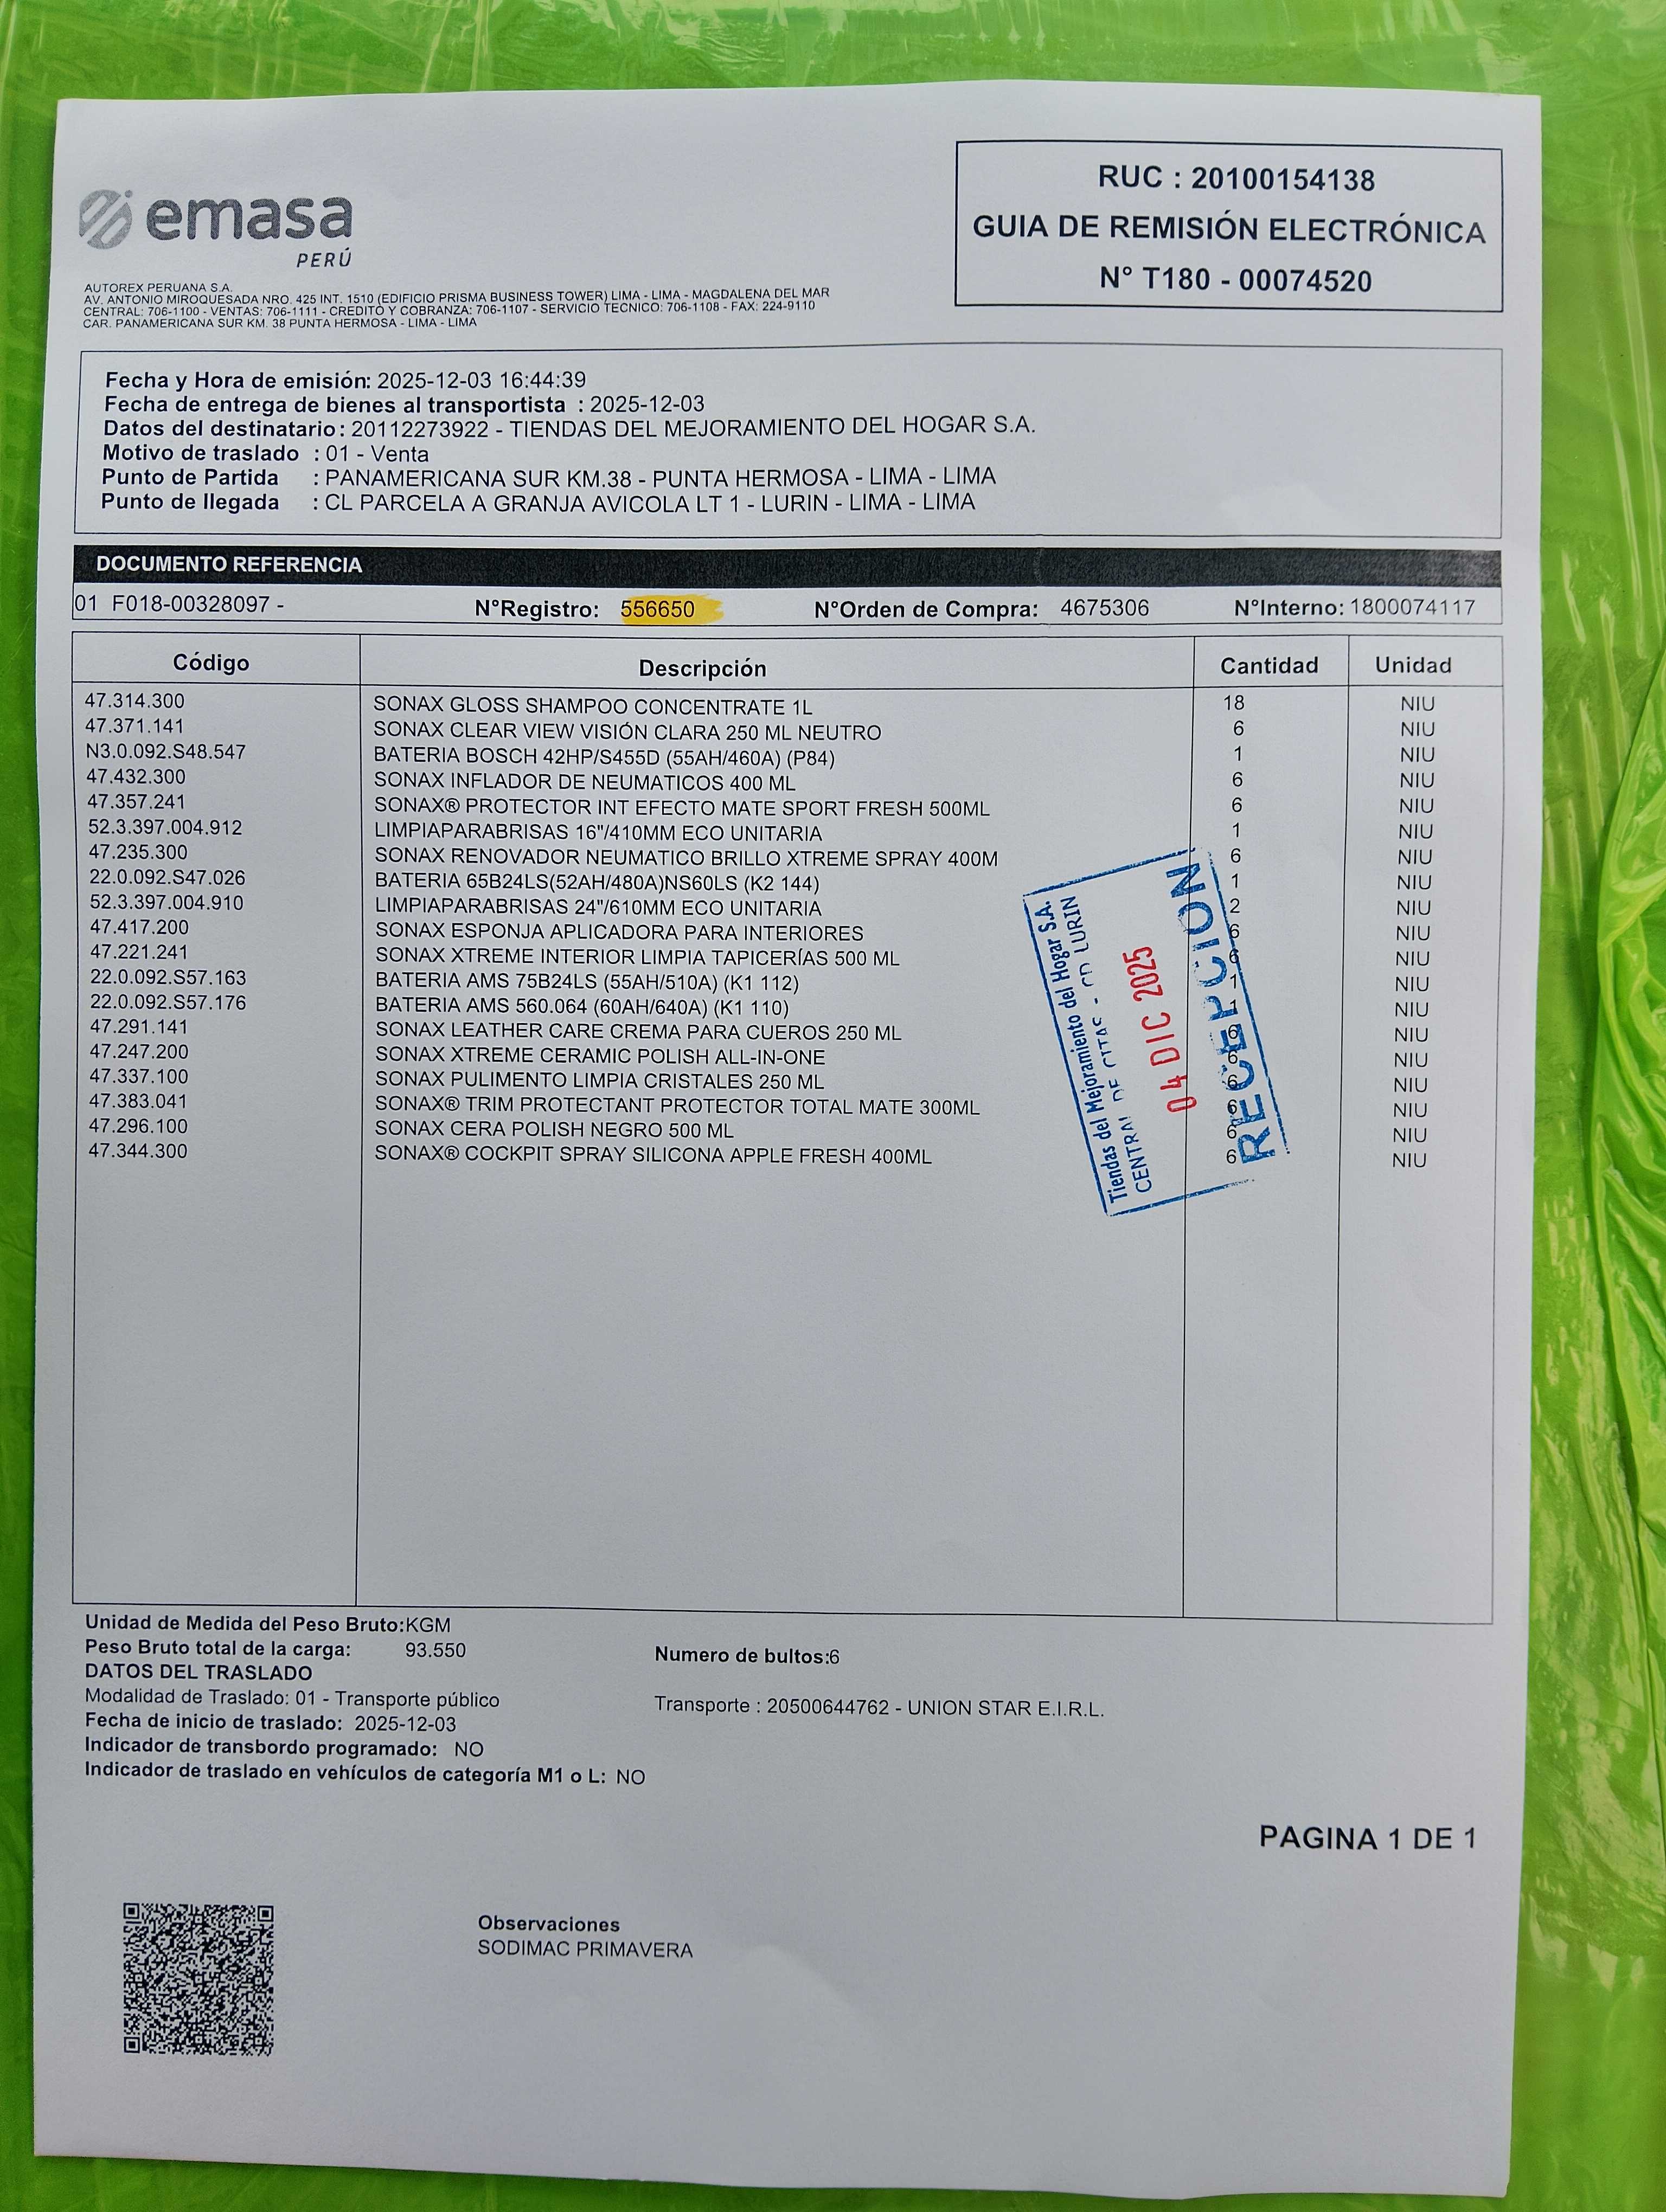 emasa
PERÚ
RUC : 20100154138
GUIA DE REMISIÓN ELECTRÓNICA
N° T180 - 00074520
AUTOREX PERUANA S.A.
AV. ANTONIO MIROQUESADA NRO. 425 INT. 1510 (EDIFICIO PRISMA BUSINESS TOWER) LIMA - LIMA - MAGDALENA DEL MAR
CENTRAL: 706-1100 - VENTAS: 706-1111 - CREDITO Y COBRANZA: 706-1107 - SERVICIO TECNICO: 706-1108 - FAX: 224-9110
CAR. PANAMERICANA SUR KM. 38 PUNTA HERMOSA - LIMA - LIMA
Fecha y Hora de emisión: 2025-12-03 16:44:39
Fecha de entrega de bienes al transportista : 2025-12-03
Datos del destinatario: 20112273922 - TIENDAS DEL MEJORAMIENTO DEL HOGAR S.A.
Motivo de traslado : 01 - Venta
Punto de Partida : PANAMERICANA SUR KM.38 - PUNTA HERMOSA - LIMA - LIMA
Punto de llegada : CL PARCELA A GRANJA AVICOLA LT 1 - LURIN - LIMA - LIMA
DOCUMENTO REFERENCIA
01 F018-00328097 - N°Registro: 556650 N°Orden de Compra: 4675306 N°Interno: 1800074117
Código Descripción Cantidad Unidad
47.314.300 SONAX GLOSS SHAMPOO CONCENTRATE 1L 18 NIU
47.371.141 SONAX CLEAR VIEW VISIÓN CLARA 250 ML NEUTRO 6 NIU
N3.0.092.S48.547 BATERIA BOSCH 42HP/S455D (55AH/460A) (P84) 1 NIU
47.432.300 SONAX INFLADOR DE NEUMATICOS 400 ML 6 NIU
47.357.241 SONAX® PROTECTOR INT EFECTO MATE SPORT FRESH 500ML 6 NIU
52.3.397.004.912 LIMPIAPARABRISAS 16"/410MM ECO UNITARIA 1 NIU
47.235.300 SONAX RENOVADOR NEUMATICO BRILLO XTREME SPRAY 400M 6 NIU
22.0.092.S47.026 BATERIA 65B24LS(52AH/480A)NS60LS (K2 144) 1 NIU
52.3.397.004.910 LIMPIAPARABRISAS 24"/610MM ECO UNITARIA 2 NIU
47.417.200 SONAX ESPONJA APLICADORA PARA INTERIORES 6 NIU
47.221.241 SONAX XTREME INTERIOR LIMPIA TAPICERÍAS 500 ML 6 NIU
22.0.092.S57.163 BATERIA AMS 75B24LS (55AH/510A) (K1 112) 1 NIU
22.0.092.S57.176 BATERIA AMS 560.064 (60AH/640A) (K1 110) 1 NIU
47.291.141 SONAX LEATHER CARE CREMA PARA CUEROS 250 ML 6 NIU
47.247.200 SONAX XTREME CERAMIC POLISH ALL-IN-ONE 6 NIU
47.337.100 SONAX PULIMENTO LIMPIA CRISTALES 250 ML 6 NIU
47.383.041 SONAX® TRIM PROTECTANT PROTECTOR TOTAL MATE 300ML 6 NIU
47.296.100 SONAX CERA POLISH NEGRO 500 ML 6 NIU
47.344.300 SONAX® COCKPIT SPRAY SILICONA APPLE FRESH 400ML 6 NIU
Tiendas del Mejoramiento del Hogar S.A.
CENTRAL DE CITAS - CD LURIN
04 DIC 2025
RECEPCION
Unidad de Medida del Peso Bruto:KGM
Peso Bruto total de la carga: 93.550 Numero de bultos:6
DATOS DEL TRASLADO
Modalidad de Traslado: 01 - Transporte público Transporte : 20500644762 - UNION STAR E.I.R.L.
Fecha de inicio de traslado: 2025-12-03
Indicador de transbordo programado: NO
Indicador de traslado en vehículos de categoría M1 o L: NO
PAGINA 1 DE 1
Observaciones
SODIMAC PRIMAVERA